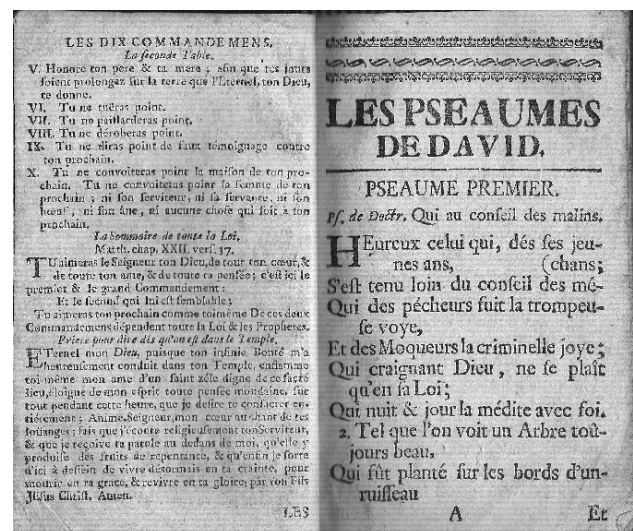 LES DIX COMMANDEMENS.
La seconde Table.
V. Honore ton pere & ta mere ; afin que tes jours
soient prolongez sur la terre que l'Eternel, ton Dieu,
te donne.
VI. Tu ne tuëras point.
VII. Tu ne paillarderas point.
VIII. Tu ne déroberas point.
IX. Tu ne diras point de faux témoignage contre
ton prochain.
X. Tu ne convoiteras point la maison de ton pro-
chain. Tu ne convoiteras point la femme de ton
prochain ; ni son serviteur, ni sa servante, ni son
bœuf, ni son âne, ni aucune chose qui soit à ton
prochain.
La Sommaire de toute la Loi.
Matth. chap. XXII. vers. 37.
TU aimeras le Seigneur ton Dieu, de tout ton cœur, &
de toute ton ame, & de toute ta pensée ; c'est ici le
premier & le grand Commandement :
Et le second qui lui est semblable ;
Tu aimeras ton prochain comme toimême De ces deux
Commandemens dépendent toute la Loi & les Prophetes.
Priere pour dire dès qu'on est dans le Temple.
ETernel mon Dieu, puisque ton infinie Bonté m'a
heureusement conduit dans ton Temple, enflamme
toi-même mon ame d'un saint zéle digne de ce sacré
lieu, éloigne de mon esprit toute pensée mondaine, sur
tout pendant cette heure, que je desire te consacrer en-
tiérement ; Anime, Seigneur, mon cœur au chant de tes
loüanges ; fais que j'écoute religieusement ton Serviteur,
& que je reçoive ta parole au dedans de moi, qu'elle y
produise des fruits de repentance, & qu'enfin je sorte
d'ici à dessein de vivre désormais en ta crainte, pour
mourir en ta grace, & revivre en ta gloire, par ton Fils
Jesus Christ. Amen.
LES
LES PSEAUMES
DE DAVID.
PSEAUME PREMIER.
Ps. de Doctr. Qui au conseil des malins.
HEureux celui qui, dés ses jeu-
nes ans, (chans ;
S'est tenu loin du conseil des mé-
Qui des pécheurs fuit la trompeu-
se voye,
Et des Moqueurs la criminelle joye ;
Qui craignant Dieu, ne se plaît
qu'en sa Loi ;
Qui nuit & jour la médite avec foi.
2. Tel que l'on voit un Arbre toû-
jours beau,
Qui fût planté sur les bords d'un-
ruisseau
A Et